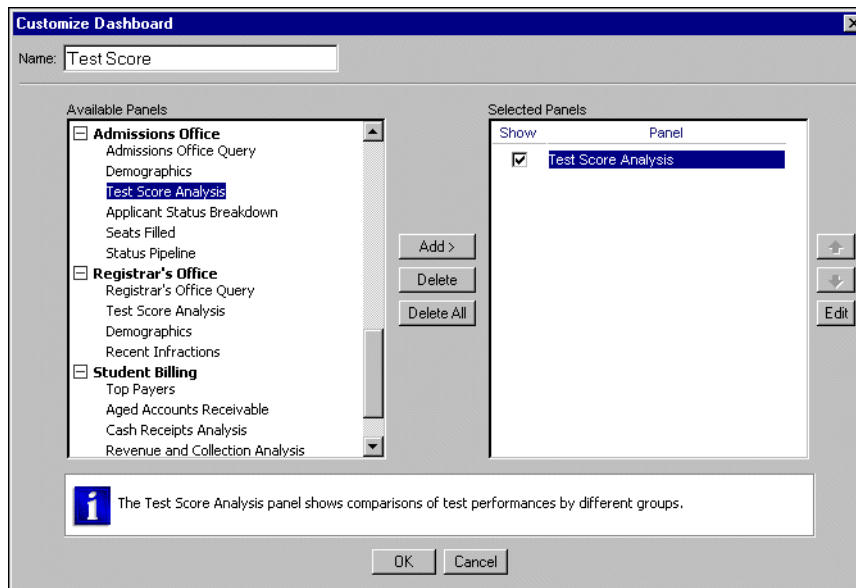 Customize Dashboard
Name: Test Score
Available Panels
Admissions Office
Admissions Office Query
Demographics
Test Score Analysis
Applicant Status Breakdown
Seats Filled
Status Pipeline
Registrar's Office
Registrar's Office Query
Test Score Analysis
Demographics
Recent Infractions
Student Billing
Top Payers
Aged Accounts Receivable
Cash Receipts Analysis
Revenue and Collection Analysis
Add >
Delete
Delete All
Selected Panels
Show Panel
Test Score Analysis
Edit
The Test Score Analysis panel shows comparisons of test performances by different groups.
OK Cancel